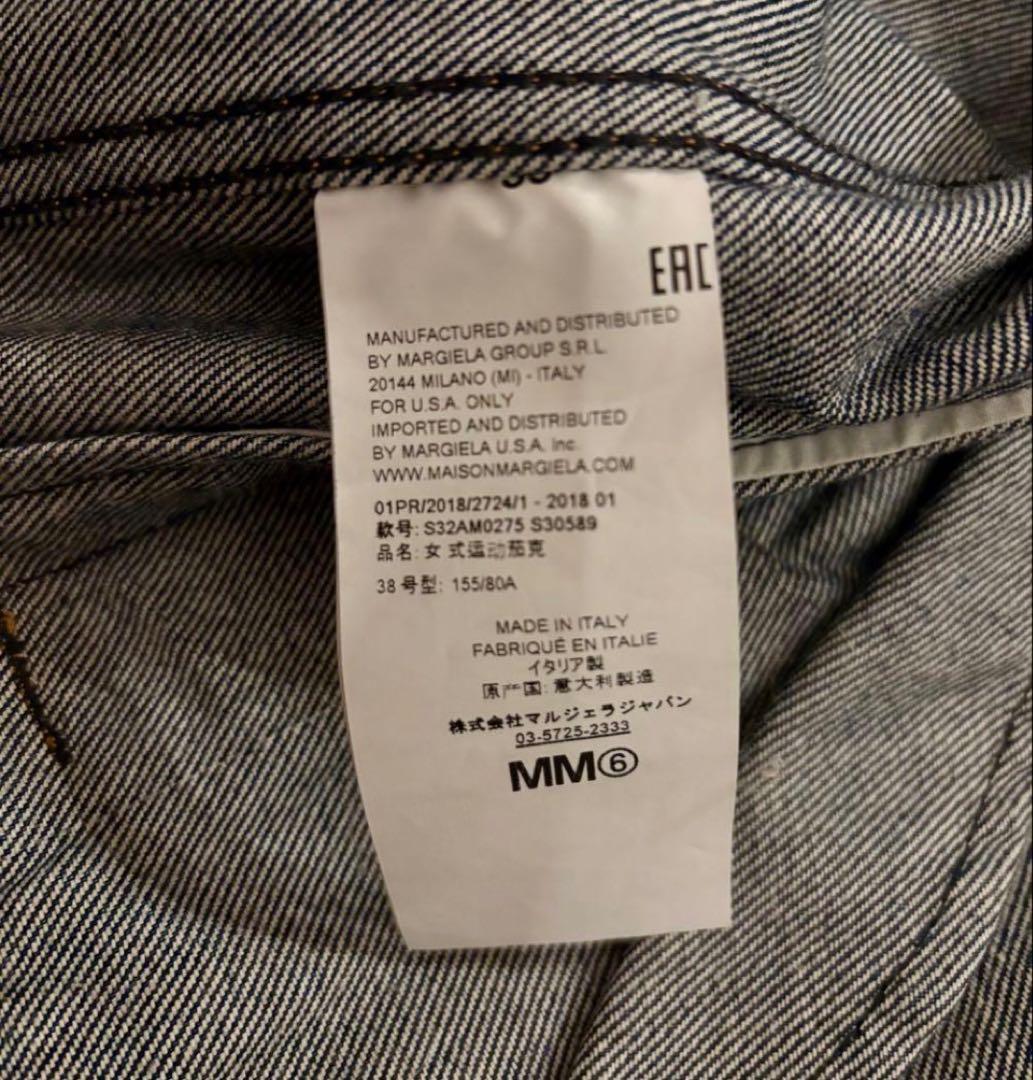 38
EAC
MANUFACTURED AND DISTRIBUTED
BY MARGIELA GROUP S.R.L.
20144 MILANO (MI) - ITALY
FOR U.S.A. ONLY
IMPORTED AND DISTRIBUTED
BY MARGIELA U.S.A. Inc.
WWW.MAISONMARGIELA.COM
01PR/2018/2724/1 - 2018 01
款号: S32AM0275 S30589
品名: 女 式运动茄克
38 号型: 155/80A
MADE IN ITALY
FABRIQUÉ EN ITALIE
イタリア製
原产国: 意大利製造
株式会社マルジェラジャパン
03-5725-2333
MM⑥